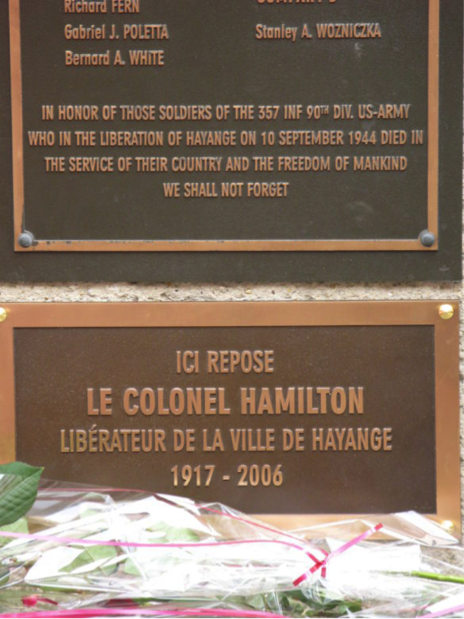 Richard FERN
Gabriel J. POLETTA
Stanley A. WOZNICZKA
Bernard A. WHITE
IN HONOR OF THOSE SOLDIERS OF THE 357 INF 90TH DIV. US-ARMY
WHO IN THE LIBERATION OF HAYANGE ON 10 SEPTEMBER 1944 DIED IN
THE SERVICE OF THEIR COUNTRY AND THE FREEDOM OF MANKIND
WE SHALL NOT FORGET
ICI REPOSE
LE COLONEL HAMILTON
LIBÉRATEUR DE LA VILLE DE HAYANGE
1917 - 2006